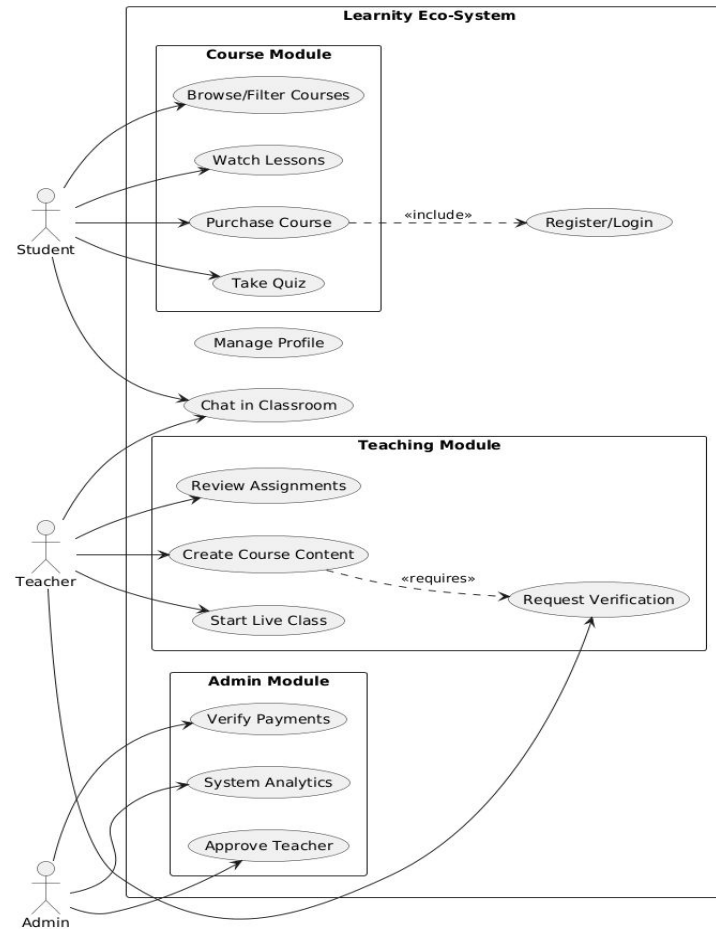 Learnity Eco-System
Course Module
Browse/Filter Courses
Watch Lessons
Purchase Course
«include»
Register/Login
Student
Take Quiz
Manage Profile
Chat in Classroom
Teaching Module
Review Assignments
Create Course Content
«requires»
Teacher
Request Verification
Start Live Class
Admin Module
Verify Payments
System Analytics
Approve Teacher
Admin